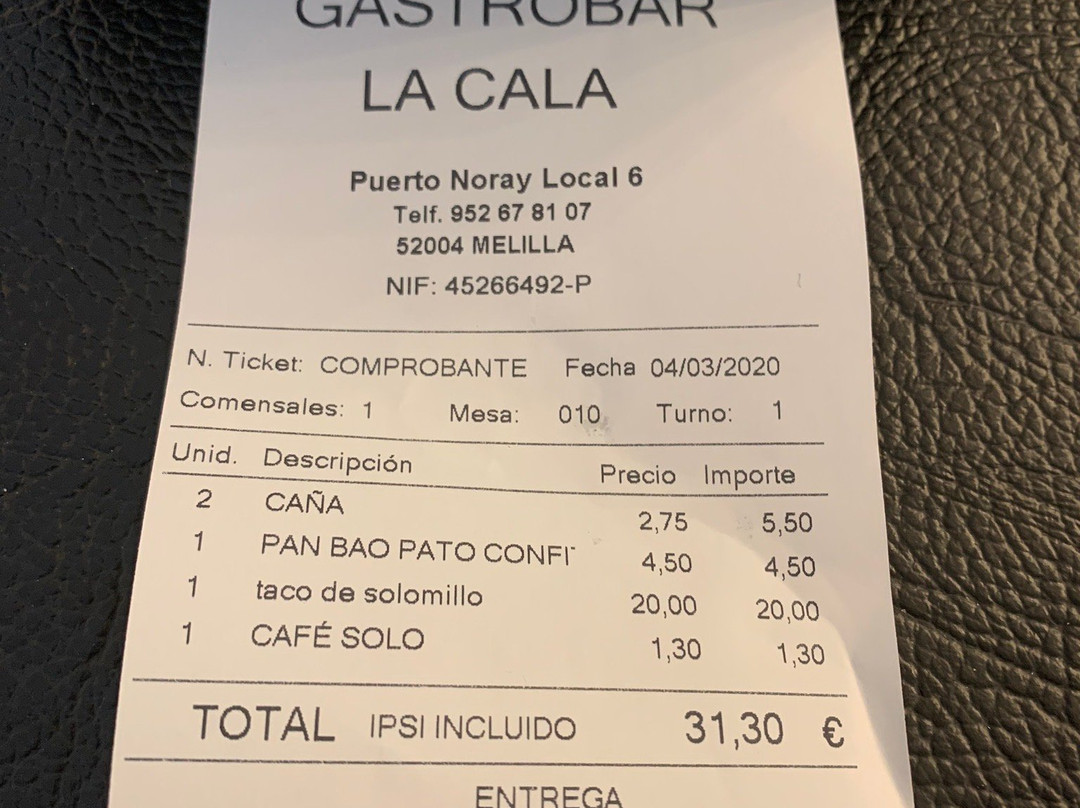 GASTROBAR
LA CALA
Puerto Noray Local 6
Telf. 952 67 81 07
52004 MELILLA
NIF: 45266492-P
N. Ticket: COMPROBANTE Fecha 04/03/2020
Comensales: 1 Mesa: 010 Turno: 1
Unid. Descripción Precio Importe
2 CAÑA 2,75 5,50
1 PAN BAO PATO CONFI 4,50 4,50
1 taco de solomillo 20,00 20,00
1 CAFÉ SOLO 1,30 1,30
TOTAL IPSI INCLUIDO 31,30 €
ENTREGA